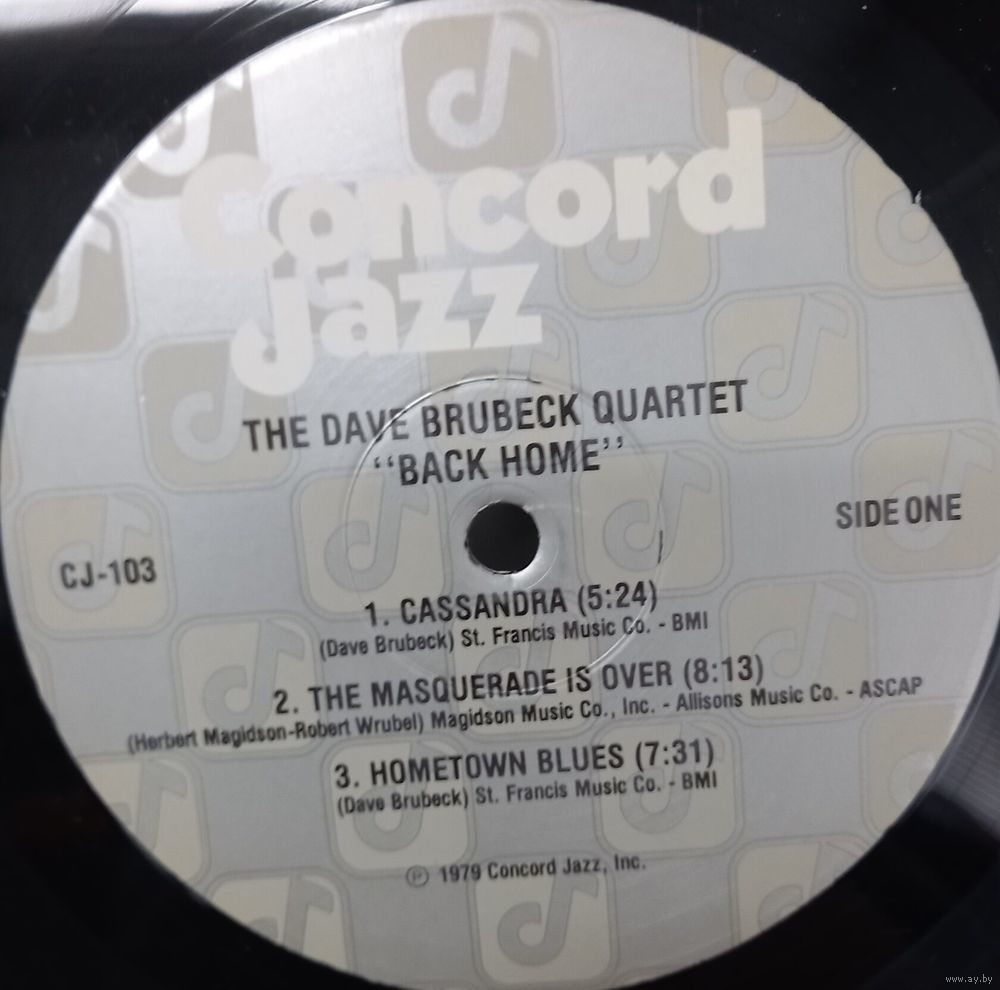 Concord
Jazz
THE DAVE BRUBECK QUARTET
“BACK HOME”
SIDE ONE
CJ-103
1. CASSANDRA (5:24)
(Dave Brubeck) St. Francis Music Co. - BMI
2. THE MASQUERADE IS OVER (8:13)
(Herbert Magidson-Robert Wrubel) Magidson Music Co., Inc. - Allisons Music Co. - ASCAP
3. HOMETOWN BLUES (7:31)
(Dave Brubeck) St. Francis Music Co. - BMI
℗ 1979 Concord Jazz, Inc.
www.ay.by